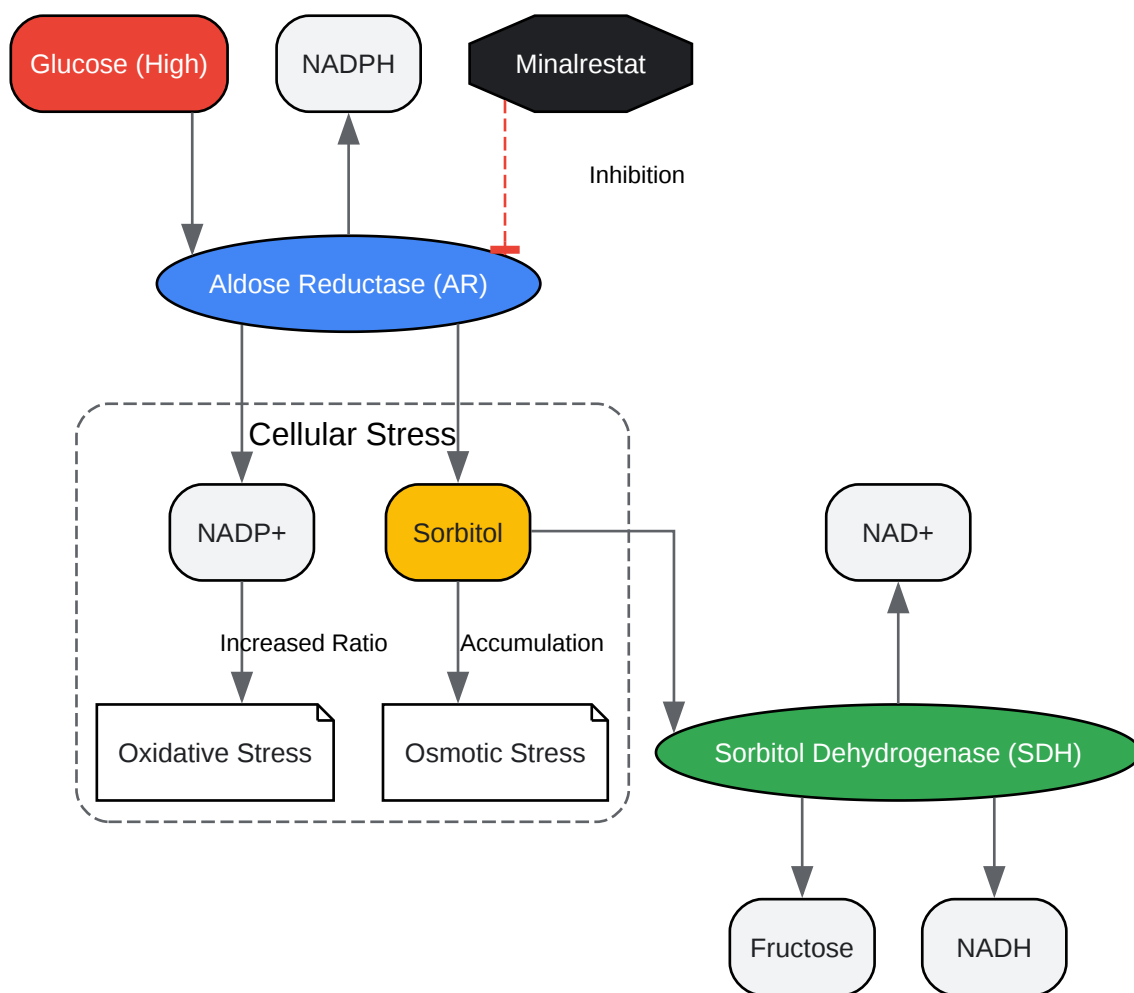 Glucose (High)
NADPH
Minalrestat
Inhibition
Aldose Reductase (AR)
Cellular Stress
NADP+
Sorbitol
NAD+
Increased Ratio
Accumulation
Oxidative Stress
Osmotic Stress
Sorbitol Dehydrogenase (SDH)
Fructose
NADH